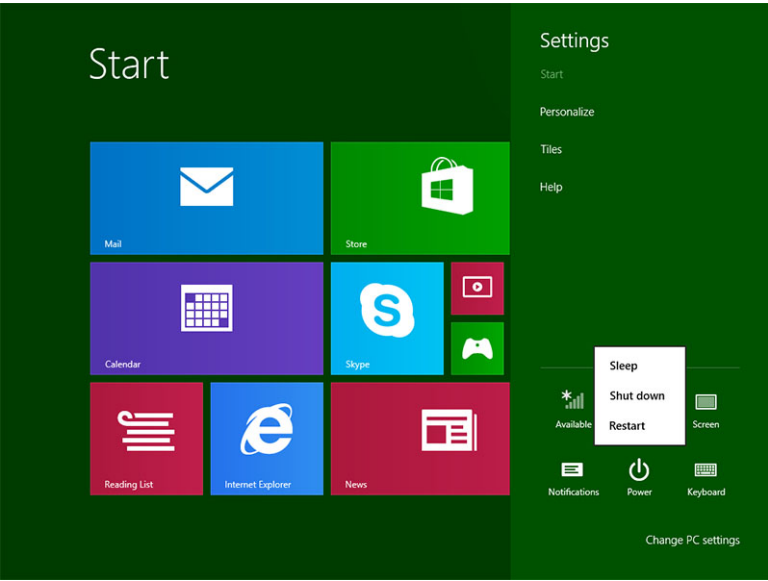 Start
Mail
Store
Calendar
Skype
Reading List
Internet Explorer
News
Settings
Start
Personalize
Tiles
Help
Sleep
Shut down
Restart
Available
Screen
Notifications
Power
Keyboard
Change PC settings